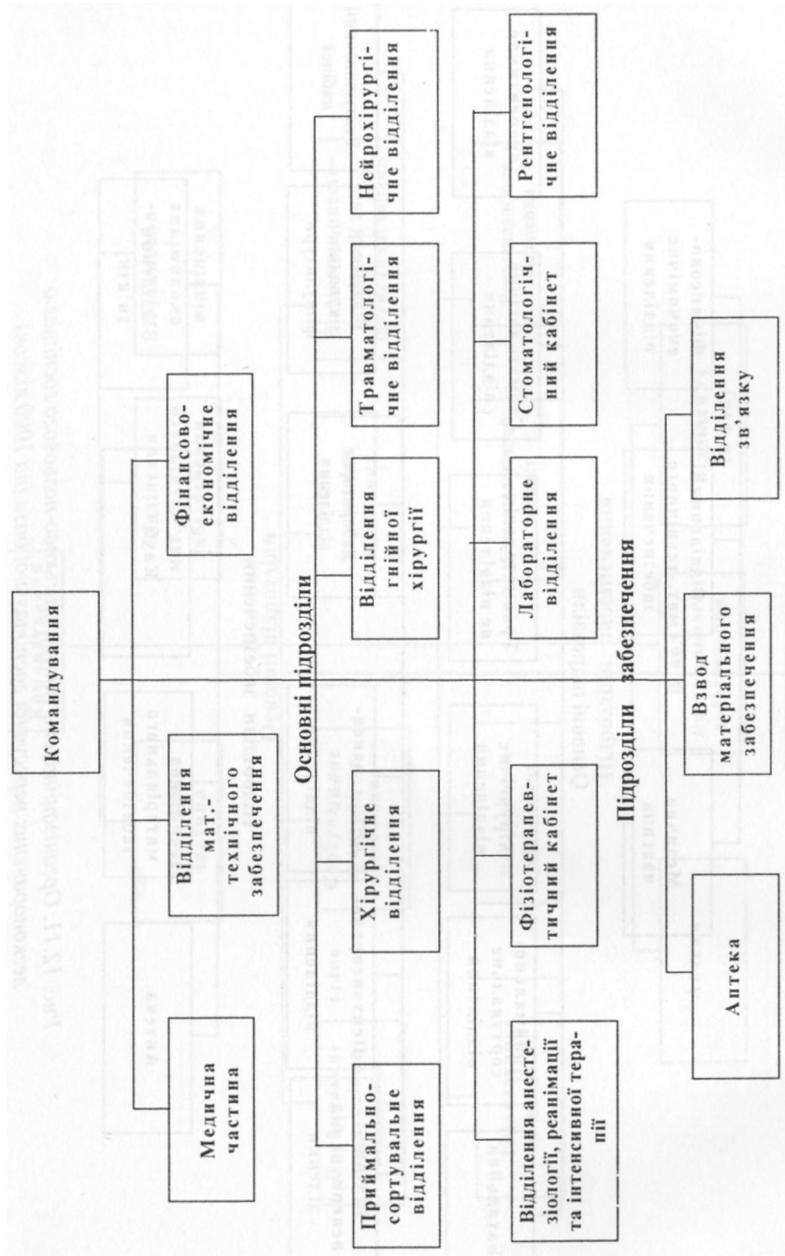 Командування
Медична
частина
Відділення
мат.-
технічного
забезпечення
Фінансово-
економічне
відділення
Основні підрозділи
Приймально-
сортувальне
відділення
Хірургічне
відділення
Відділення
гнійної
хірургії
Травматологі-
чне відділення
Нейрохірургі-
чне відділення
Відділення анесте-
зіології, реанімації
та інтенсивної тера-
пії
Фізіотерапев-
тичний кабінет
Лабораторне
відділення
Стоматологіч-
ний кабінет
Рентгенологі-
чне відділення
Підрозділи забезпечення
Аптека
Взвод
матеріального
забезпечення
Відділення
зв’язку